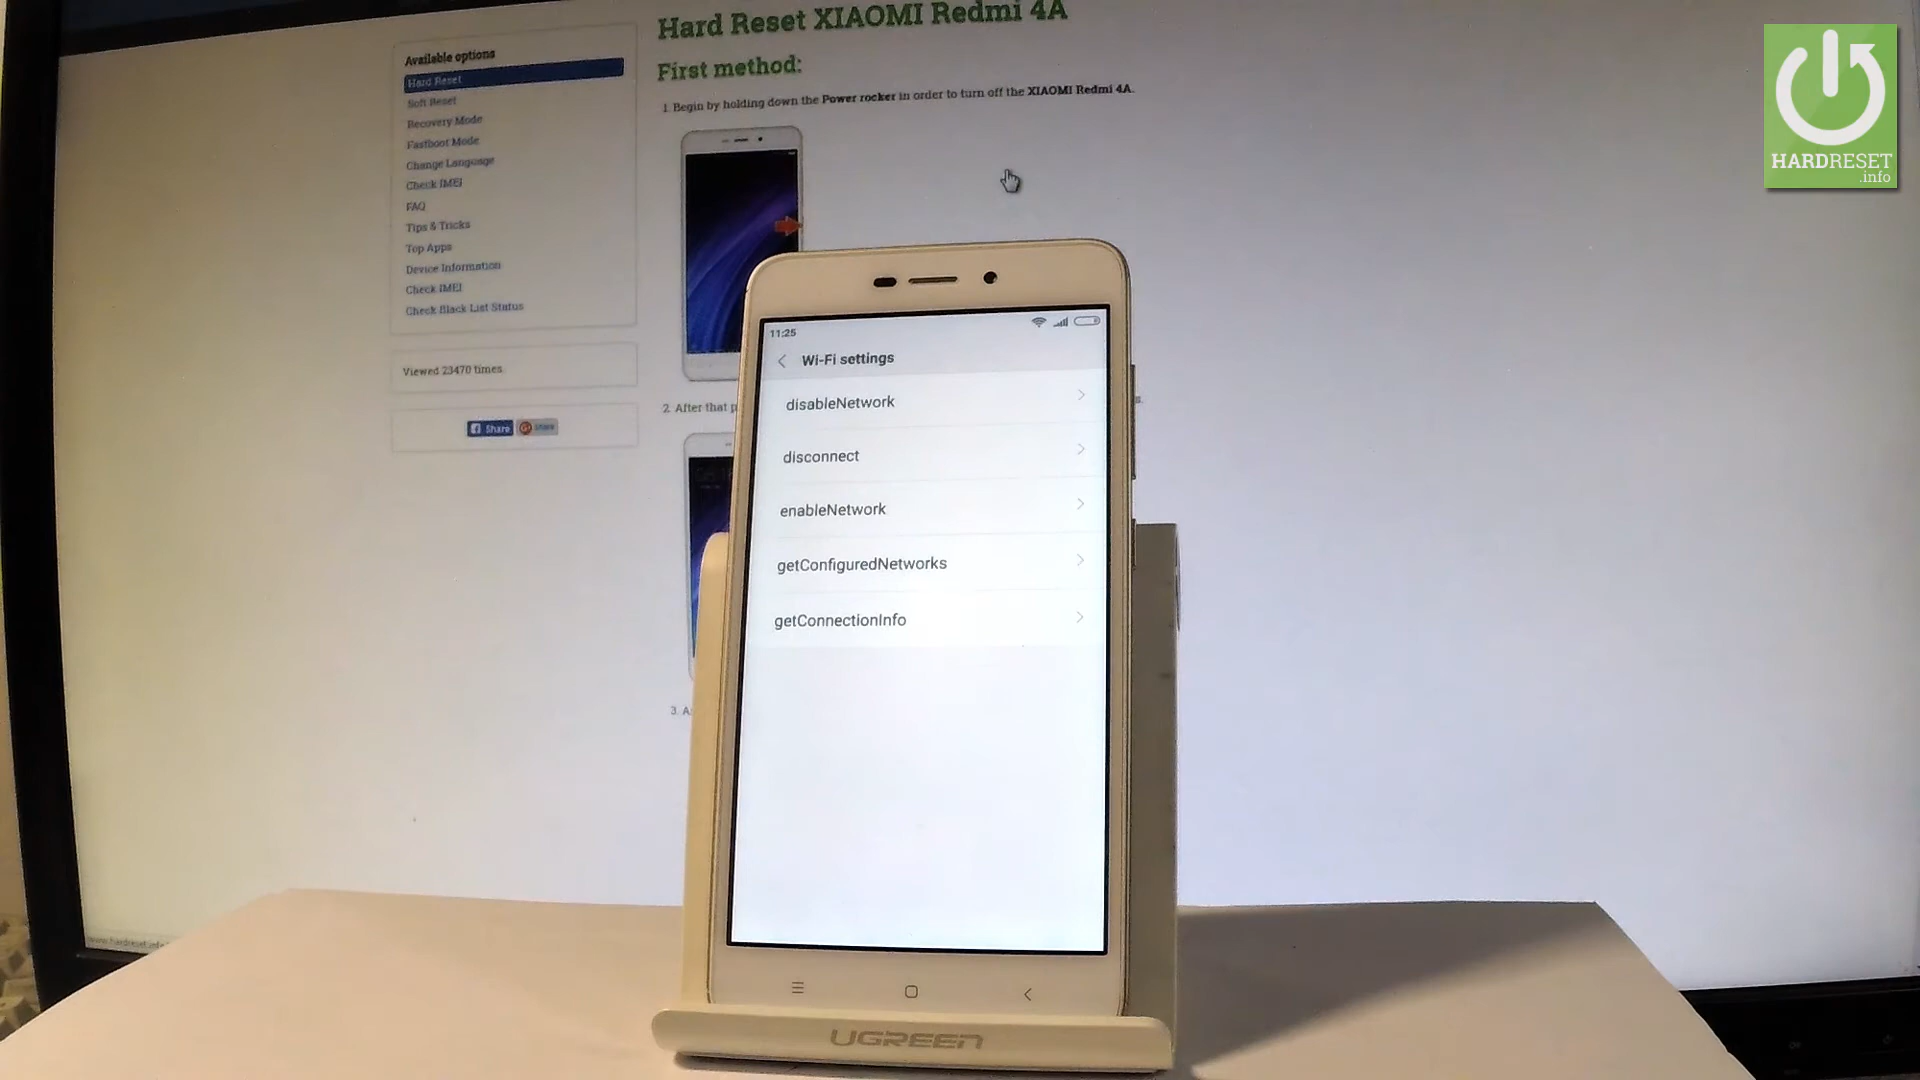 Hard Reset XIAOMI Redmi 4A
First method:
1. Begin by holding down the Power rocker in order to turn off the XIAOMI Redmi 4A.
Available options
Hard Reset
Soft Reset
Recovery Mode
Fastboot Mode
Change Language
Check IMEI
FAQ
Tips & Tricks
Top Apps
Device Information
Check IMEI
Check Black List Status
Viewed 23470 times
Share
Share
2. After that
3.
HARDRESET
.info
11:25
Wi-Fi settings
disableNetwork
disconnect
enableNetwork
getConfiguredNetworks
getConnectionInfo
UGREEN